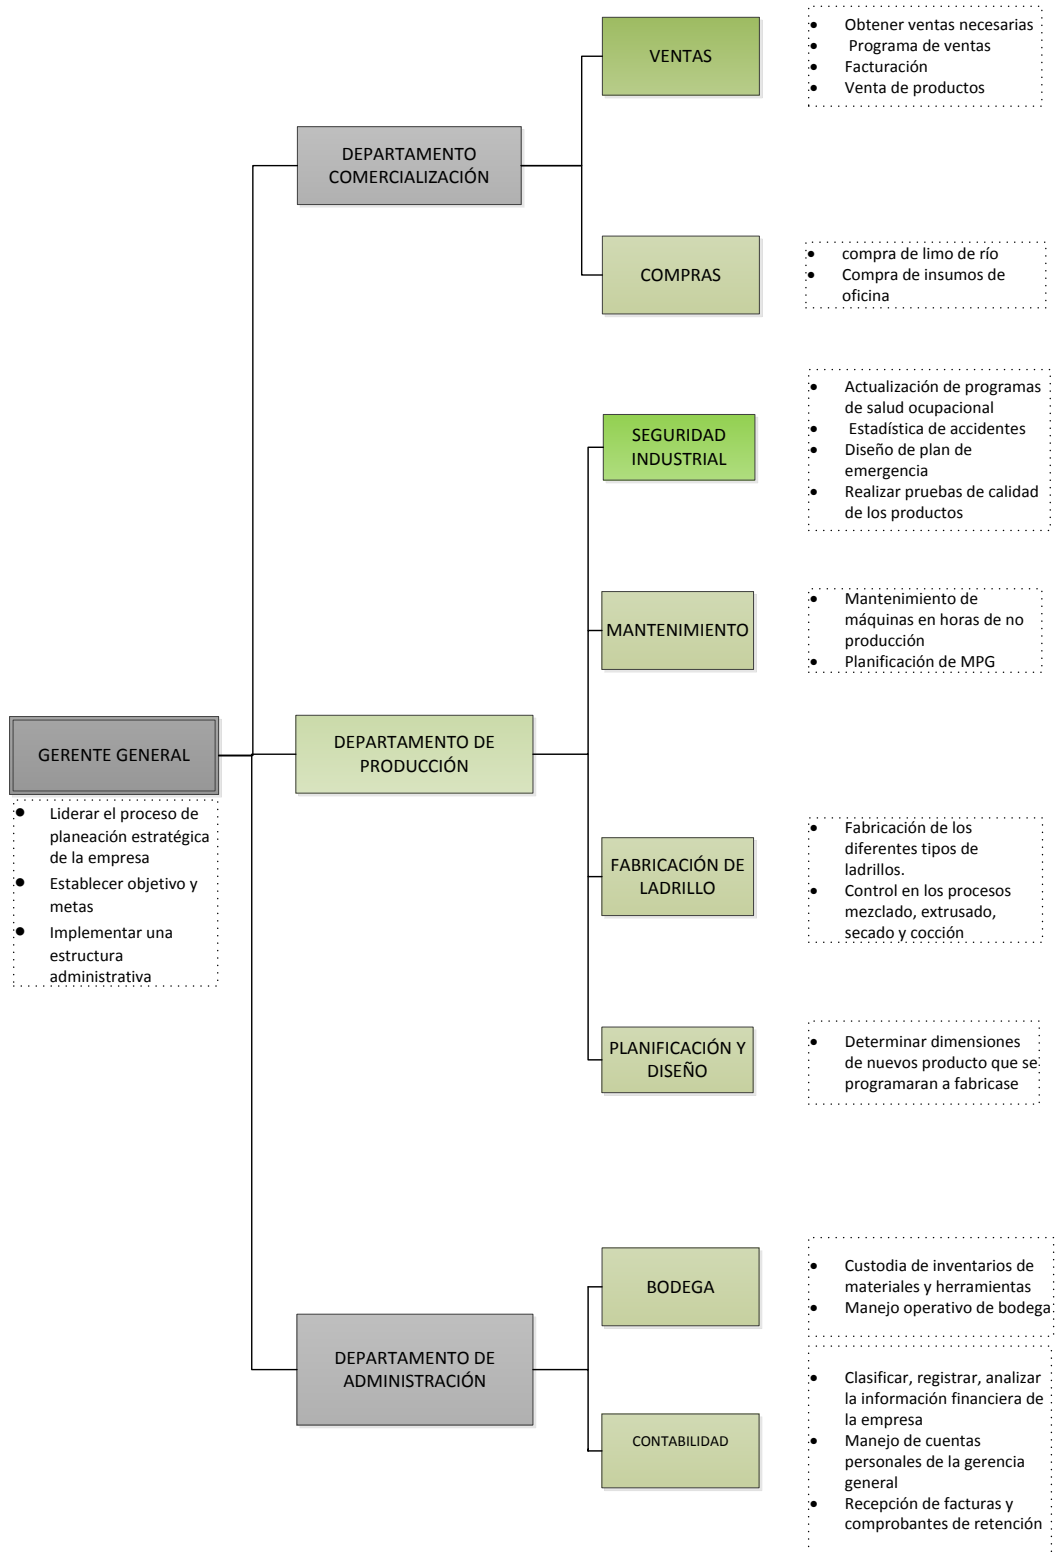 VENTAS
• Obtener ventas necesarias
• Programa de ventas
• Facturación
• Venta de productos
DEPARTAMENTO
COMERCIALIZACIÓN
COMPRAS
• compra de limo de río
• Compra de insumos de
oficina
SEGURIDAD
INDUSTRIAL
• Actualización de programas
de salud ocupacional
• Estadística de accidentes
• Diseño de plan de
emergencia
• Realizar pruebas de calidad
de los productos
MANTENIMIENTO
• Mantenimiento de
máquinas en horas de no
producción
• Planificación de MPG
GERENTE GENERAL
• Liderar el proceso de
planeación estratégica
de la empresa
• Establecer objetivo y
metas
• Implementar una
estructura
administrativa
DEPARTAMENTO DE
PRODUCCIÓN
FABRICACIÓN DE
LADRILLO
• Fabricación de los
diferentes tipos de
ladrillos.
• Control en los procesos
mezclado, extrusado,
secado y cocción
PLANIFICACIÓN Y
DISEÑO
• Determinar dimensiones
de nuevos producto que se
programaran a fabricase
BODEGA
• Custodia de inventarios de
materiales y herramientas
• Manejo operativo de bodega
DEPARTAMENTO DE
ADMINISTRACIÓN
CONTABILIDAD
• Clasificar, registrar, analizar
la información financiera de
la empresa
• Manejo de cuentas
personales de la gerencia
general
• Recepción de facturas y
comprobantes de retención